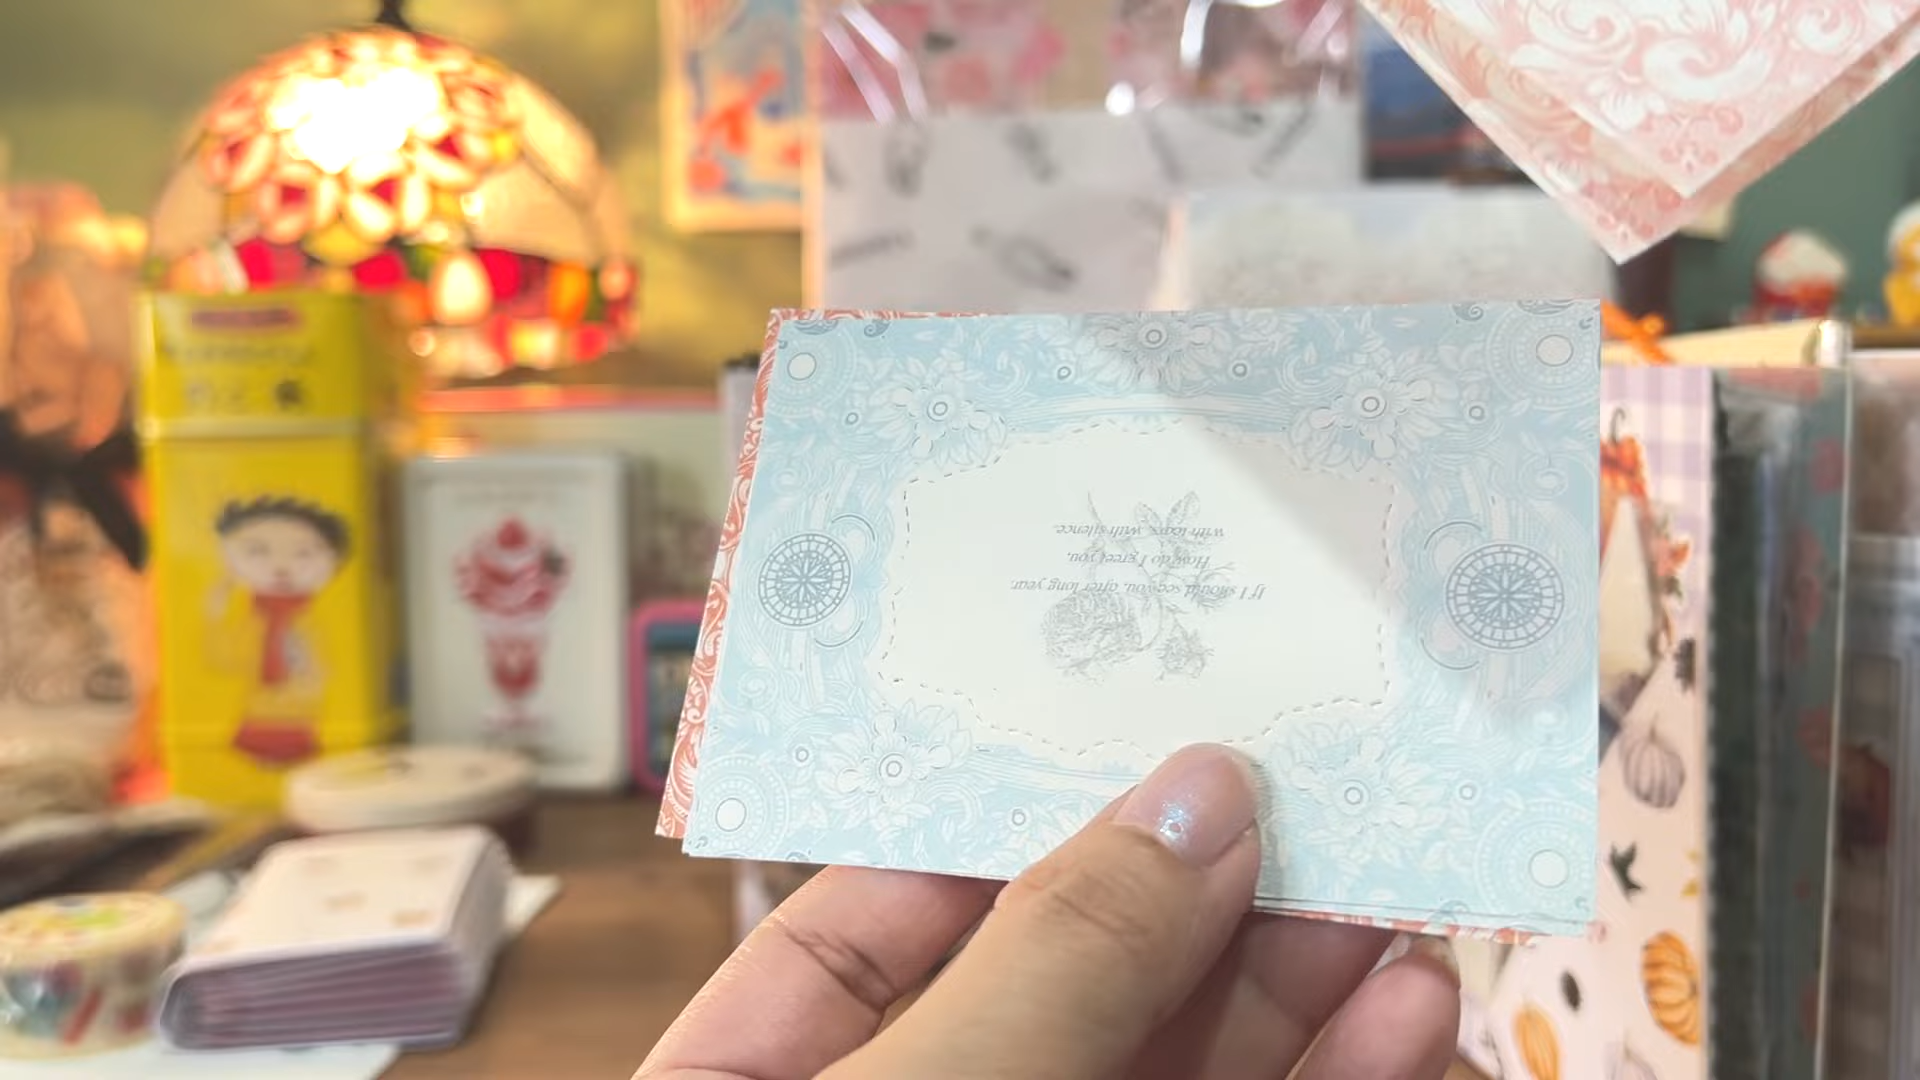 If I should see you, after long year.
How do I greet you,
with tears, with silence.